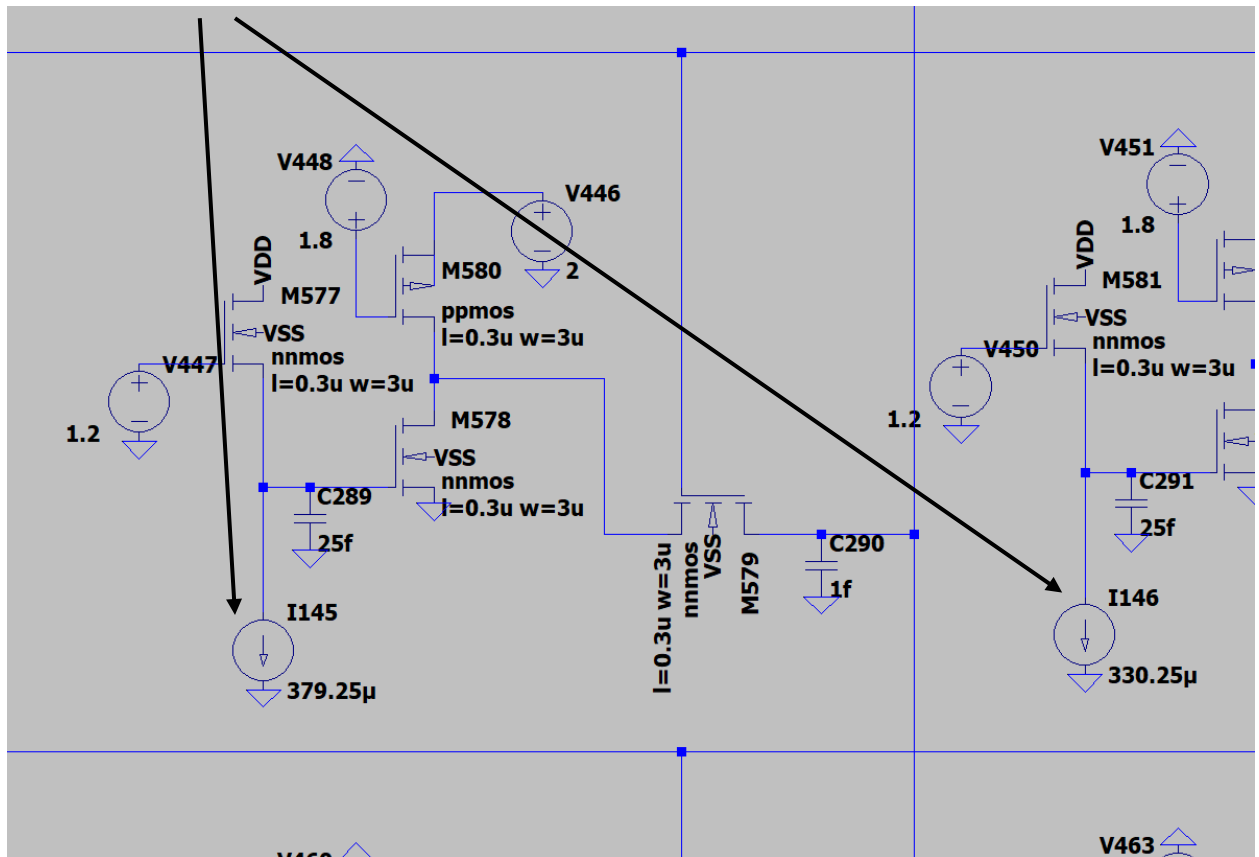 V448
1.8
V446
2
VDD
M577
VSS
nnmos
l=0.3u w=3u
M580
ppmos
l=0.3u w=3u
V447
1.2
M578
VSS
nnmos
l=0.3u w=3u
C289
25f
I145
379.25µ
l=0.3u w=3u
nnmos
VSS
M579
C290
1f
V451
1.8
VDD
M581
VSS
nnmos
l=0.3u w=3u
V450
1.2
C291
25f
I146
330.25µ
V463